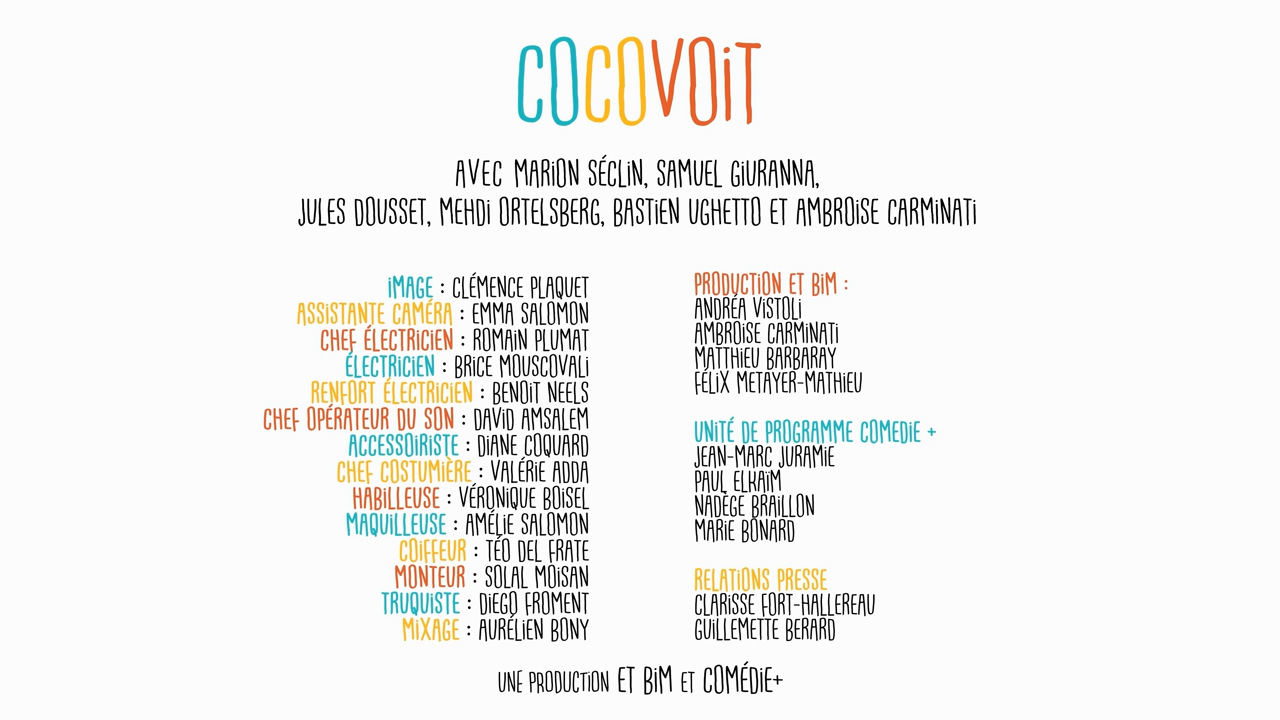 COCOVOIT
AVEC MARION SÉCLIN, SAMUEL GIURANNA,
JULES DOUSSET, MEHDI ORTELSBERG, BASTIEN UGHETTO ET AMBROISE CARMINATI
IMAGE : CLÉMENCE PLAQUET
ASSISTANTE CAMÉRA : EMMA SALOMON
CHEF ÉLECTRICIEN : ROMAIN PLUMAT
ÉLECTRICIEN : BRICE MOUSCOVALI
RENFORT ÉLECTRICIEN : BENOIT NEELS
CHEF OPÉRATEUR DU SON : DAVID AMSALEM
ACCESSOIRISTE : DIANE COQUARD
CHEF COSTUMIÈRE : VALÉRIE ADDA
HABILLEUSE : VÉRONIQUE BOISEL
MAQUILLEUSE : AMÉLIE SALOMON
COIFFEUR : TÉO DEL FRATE
MONTEUR : SOLAL MOISAN
TRUQUISTE : DIEGO FROMENT
MIXAGE : AURÉLIEN BONY
PRODUCTION ET BIM :
ANDRÉA VISTOLI
AMBROISE CARMINATI
MATTHIEU BARBARAY
FÉLIX METAYER-MATHIEU
UNITÉ DE PROGRAMME COMEDIE +
JEAN-MARC JURAMIE
PAUL ELKAÏM
NADÈGE BRAILLON
MARIE BONARD
RELATIONS PRESSE
CLARISSE FORT-HALLEREAU
GUILLEMETTE BERARD
UNE PRODUCTION ET BIM ET COMÉDIE+